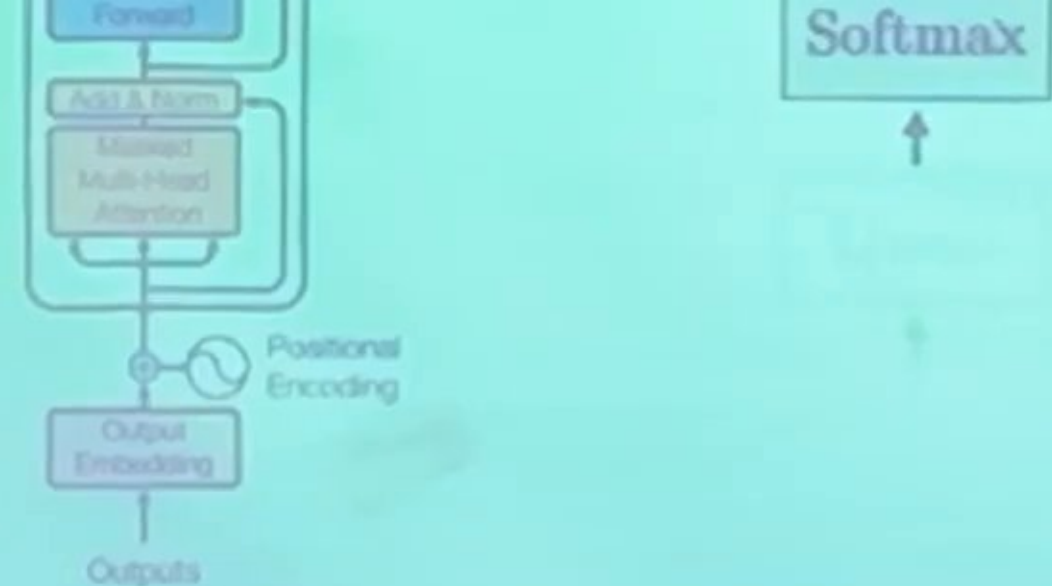 Forward
Add & Norm
Masked
Multi-Head
Attention
Positional
Encoding
Output
Embedding
Outputs
Softmax